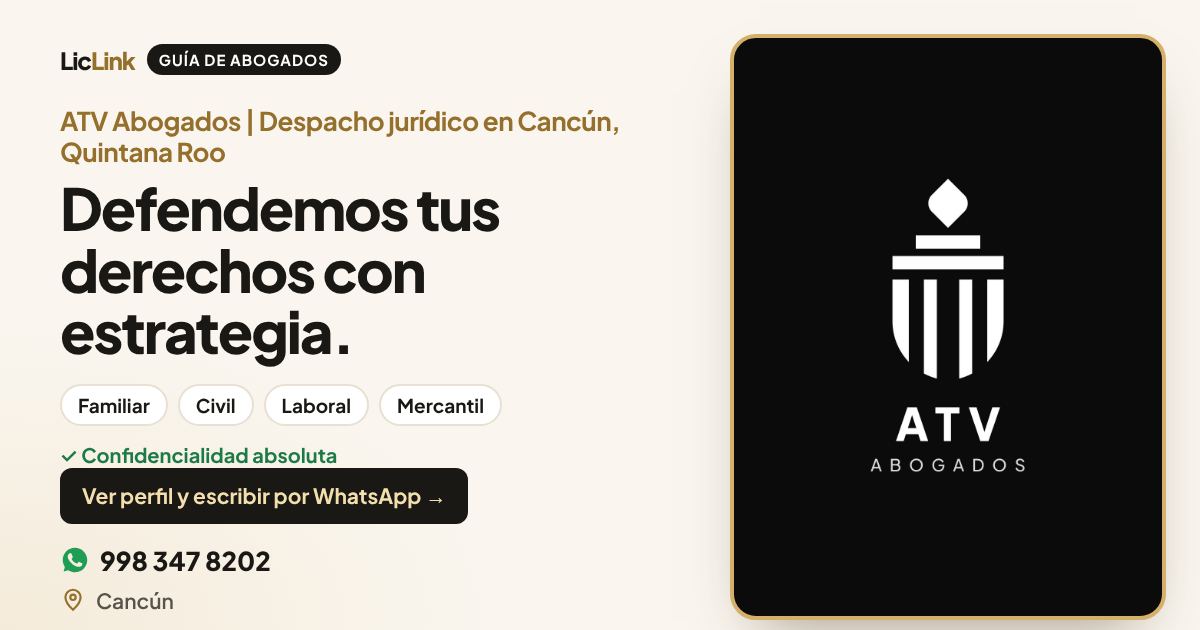 LicLink GUÍA DE ABOGADOS
ATV Abogados | Despacho jurídico en Cancún,
Quintana Roo
Defendemos tus
derechos con
estrategia.
Familiar Civil Laboral Mercantil
✓ Confidencialidad absoluta
Ver perfil y escribir por WhatsApp →
998 347 8202
Cancún
ATV
ABOGADOS